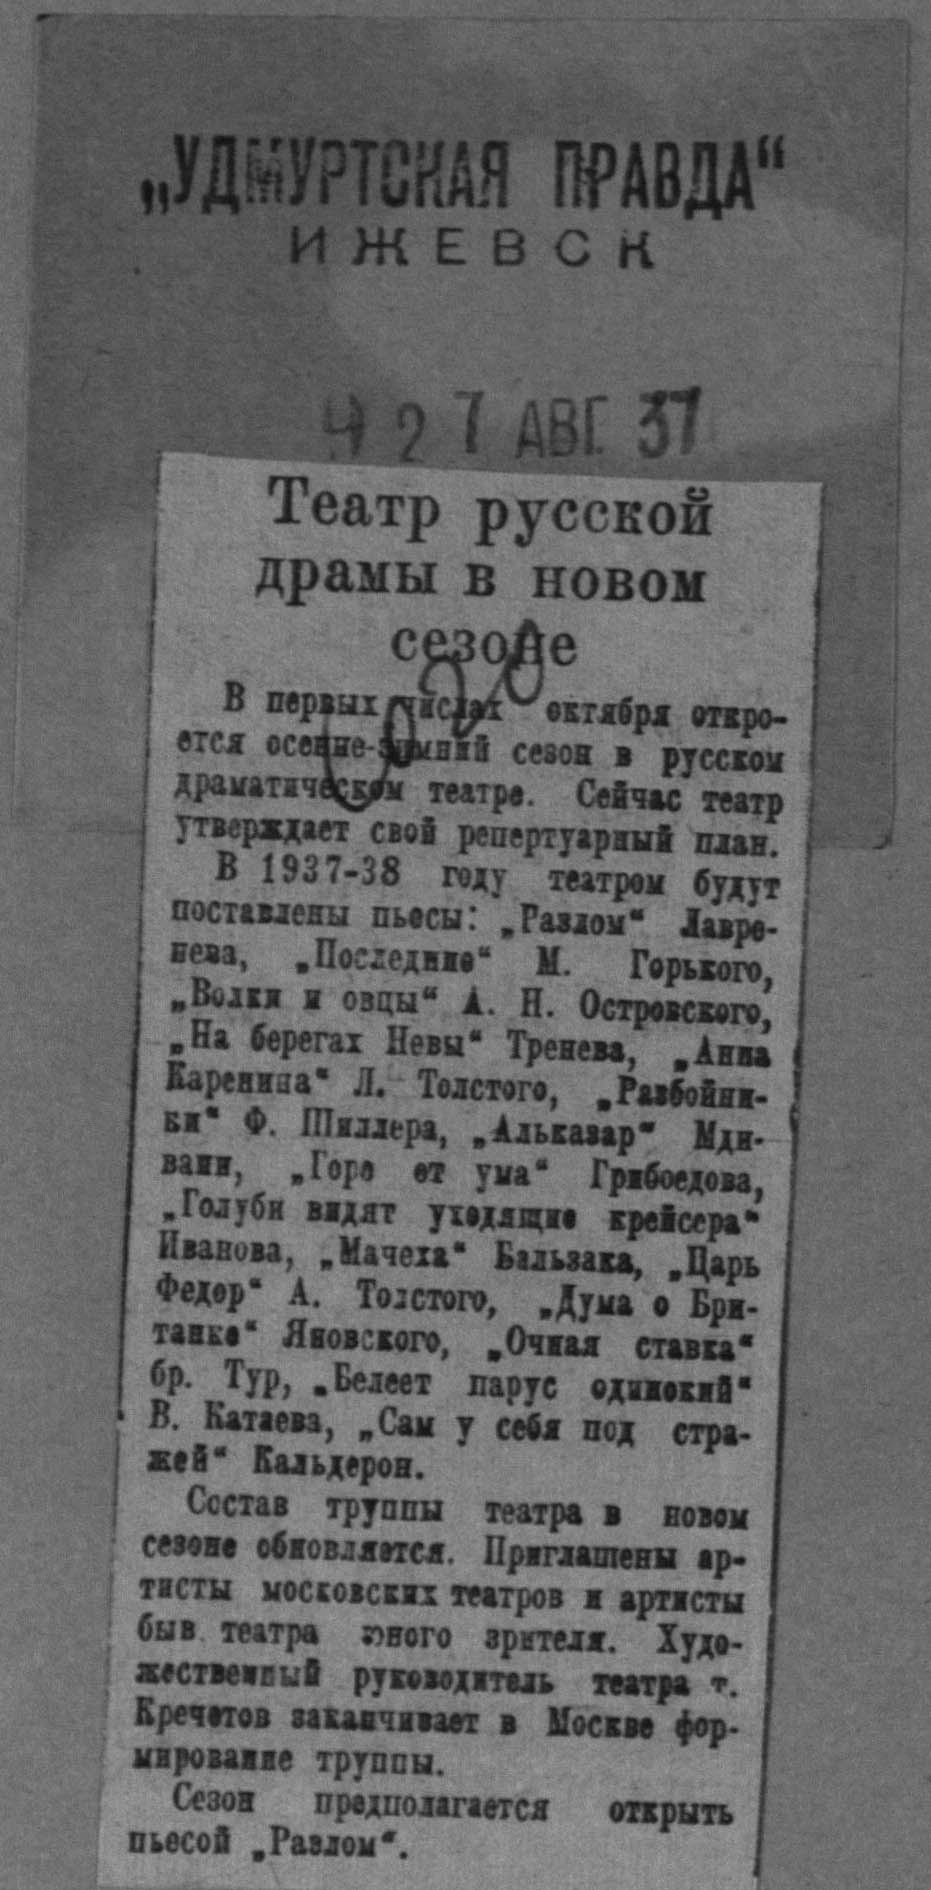 „УДМУРТСКАЯ ПРАВДА“
ИЖЕВСК
27 АВГ. 37
Театр русской
драмы в новом
сезоне
В первых числах октября откро-
ется осенне-зимний сезон в русском
драматическом театре. Сейчас театр
утверждает свой репертуарный план.
В 1937-38 году театром будут
поставлены пьесы: „Разлом“ Лавре-
нева, „Последние“ М. Горького,
„Волки и овцы“ А. Н. Островского,
„На берегах Невы“ Тренева, „Анна
Каренина“ Л. Толстого, „Разбойни-
ки“ Ф. Шиллера, „Альказар“ Мди-
вани, „Горе от ума“ Грибоедова,
„Голуби видят уходящие крейсера“
Иванова, „Мачеха“ Бальзака, „Царь
Федор“ А. Толстого, „Дума о Бри-
танке“ Яновского, „Очная ставка“
бр. Тур, „Белеет парус одинокий“
В. Катаева, „Сам у себя под стра-
жей“ Кальдерон.
Состав труппы театра в новом
сезоне обновляется. Приглашены ар-
тисты московских театров и артисты
быв. театра юного зрителя. Худо-
жественный руководитель театра т.
Кречетов заканчивает в Москве фор-
мирование труппы.
Сезон предполагается открыть
пьесой „Разлом“.